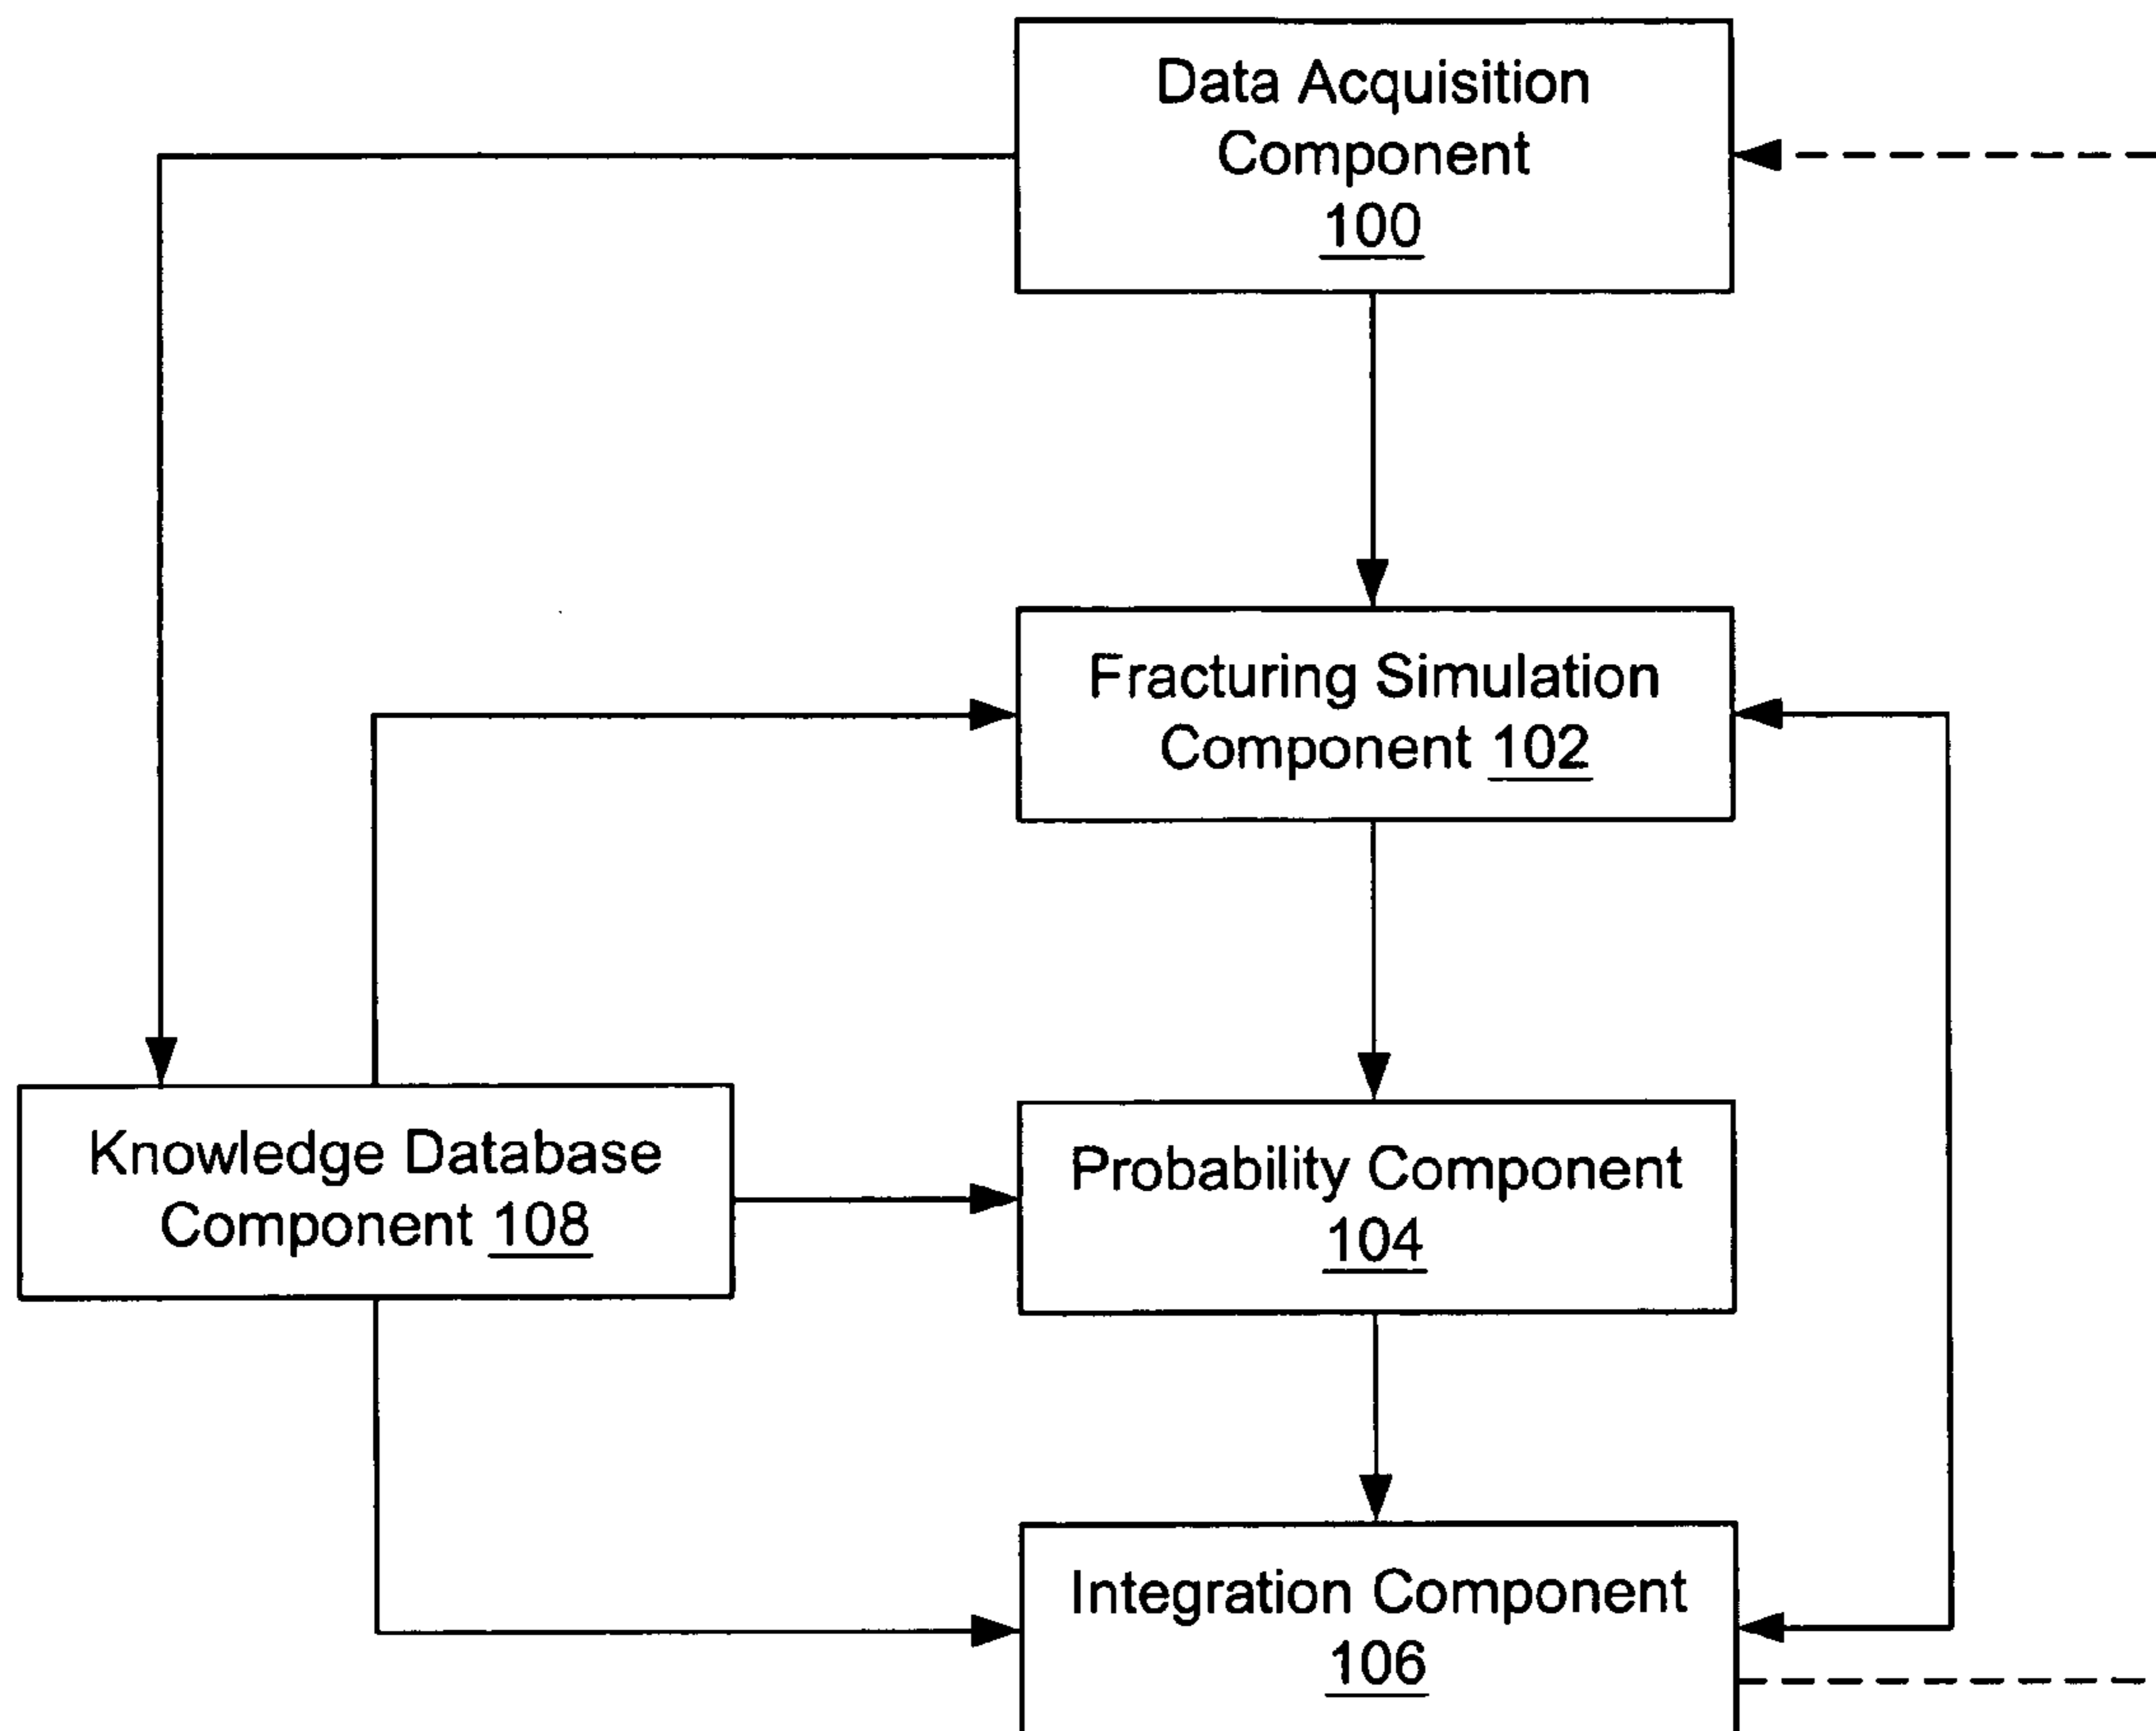 Data Acquisition
Component
100
Fracturing Simulation
Component 102
Knowledge Database
Component 108
Probability Component
104
Integration Component
106